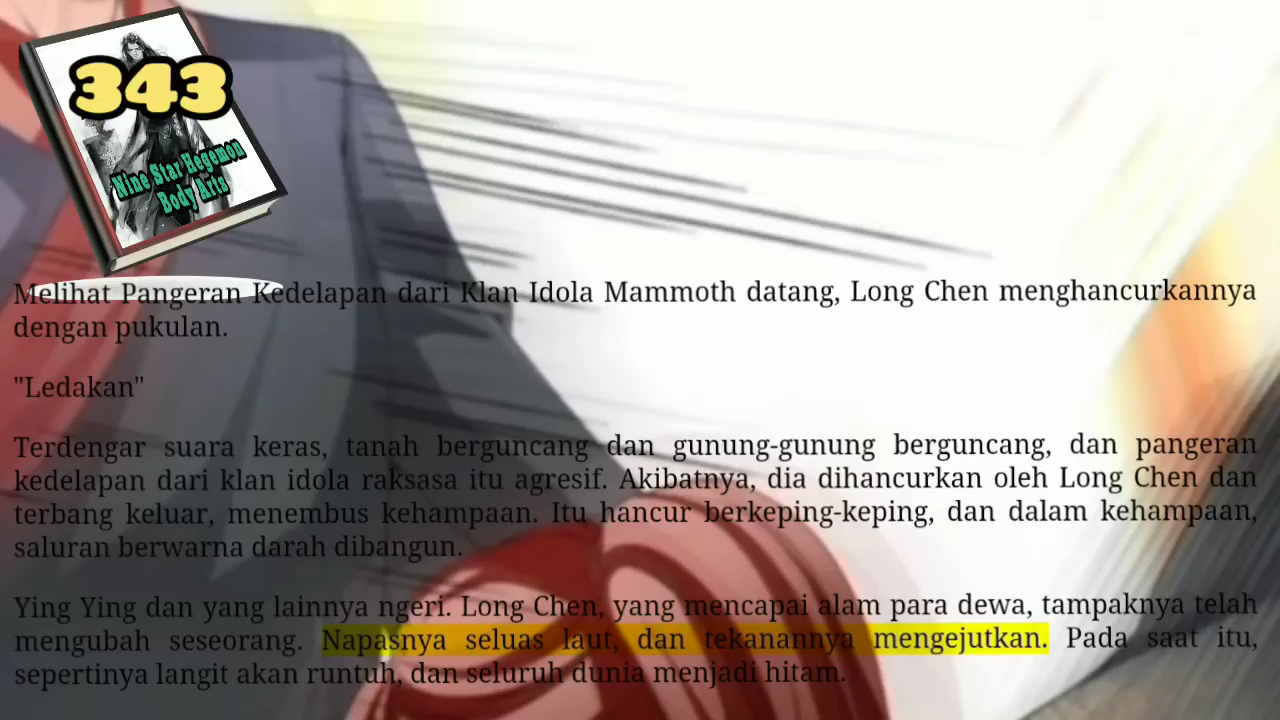 343
Nine Star Hegemon
Body Arts
Melihat Pangeran Kedelapan dari Klan Idola Mammoth datang, Long Chen menghancurkannya
dengan pukulan.
"Ledakan"
Terdengar suara keras, tanah berguncang dan gunung-gunung berguncang, dan pangeran
kedelapan dari klan idola raksasa itu agresif. Akibatnya, dia dihancurkan oleh Long Chen dan
terbang keluar, menembus kehampaan. Itu hancur berkeping-keping, dan dalam kehampaan,
saluran berwarna darah dibangun.
Ying Ying dan yang lainnya ngeri. Long Chen, yang mencapai alam para dewa, tampaknya telah
mengubah seseorang. Napasnya seluas laut, dan tekanannya mengejutkan. Pada saat itu,
sepertinya langit akan runtuh, dan seluruh dunia menjadi hitam.